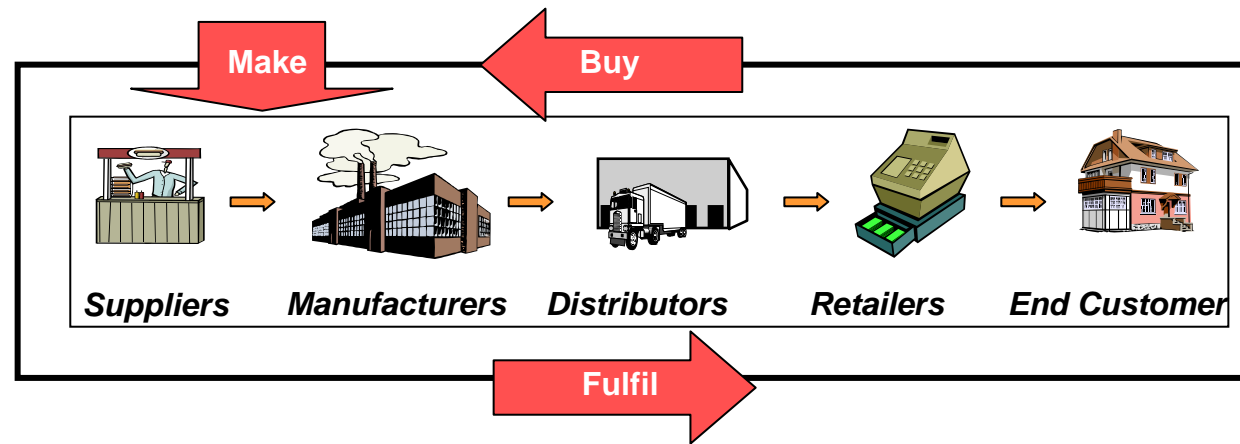 Make
Buy
Suppliers
Manufacturers
Distributors
Retailers
End Customer
Fulfil